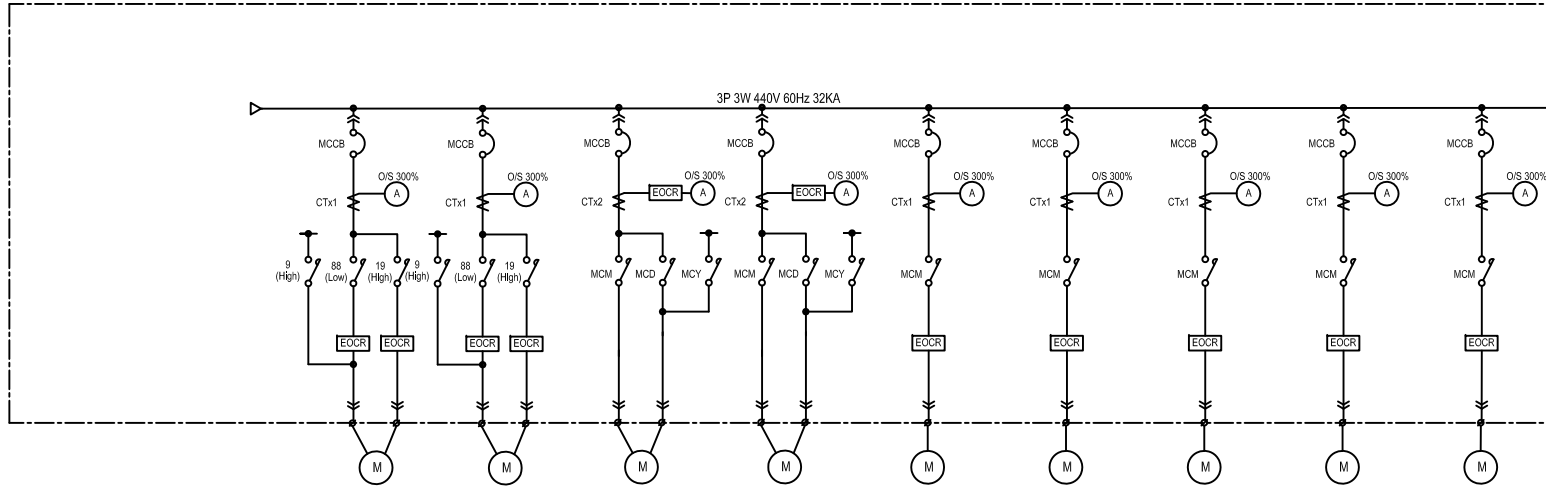 3P 3W 440V 60Hz 32KA
MCCB
MCCB
MCCB
MCCB
MCCB
MCCB
MCCB
MCCB
MCCB
O/S 300%
O/S 300%
O/S 300%
O/S 300%
O/S 300%
O/S 300%
O/S 300%
O/S 300%
O/S 300%
A
A
EOCR
A
EOCR
A
A
A
A
A
A
CTx1
CTx1
CTx2
CTx2
CTx1
CTx1
CTx1
CTx1
CTx1
9
(High)
88
(Low)
19
(High)
9
(High)
88
(Low)
19
(High)
MCM
MCD
MCY
MCM
MCD
MCY
MCM
MCM
MCM
MCM
MCM
EOCR
EOCR
EOCR
EOCR
EOCR
EOCR
EOCR
EOCR
EOCR
M
M
M
M
M
M
M
M
M